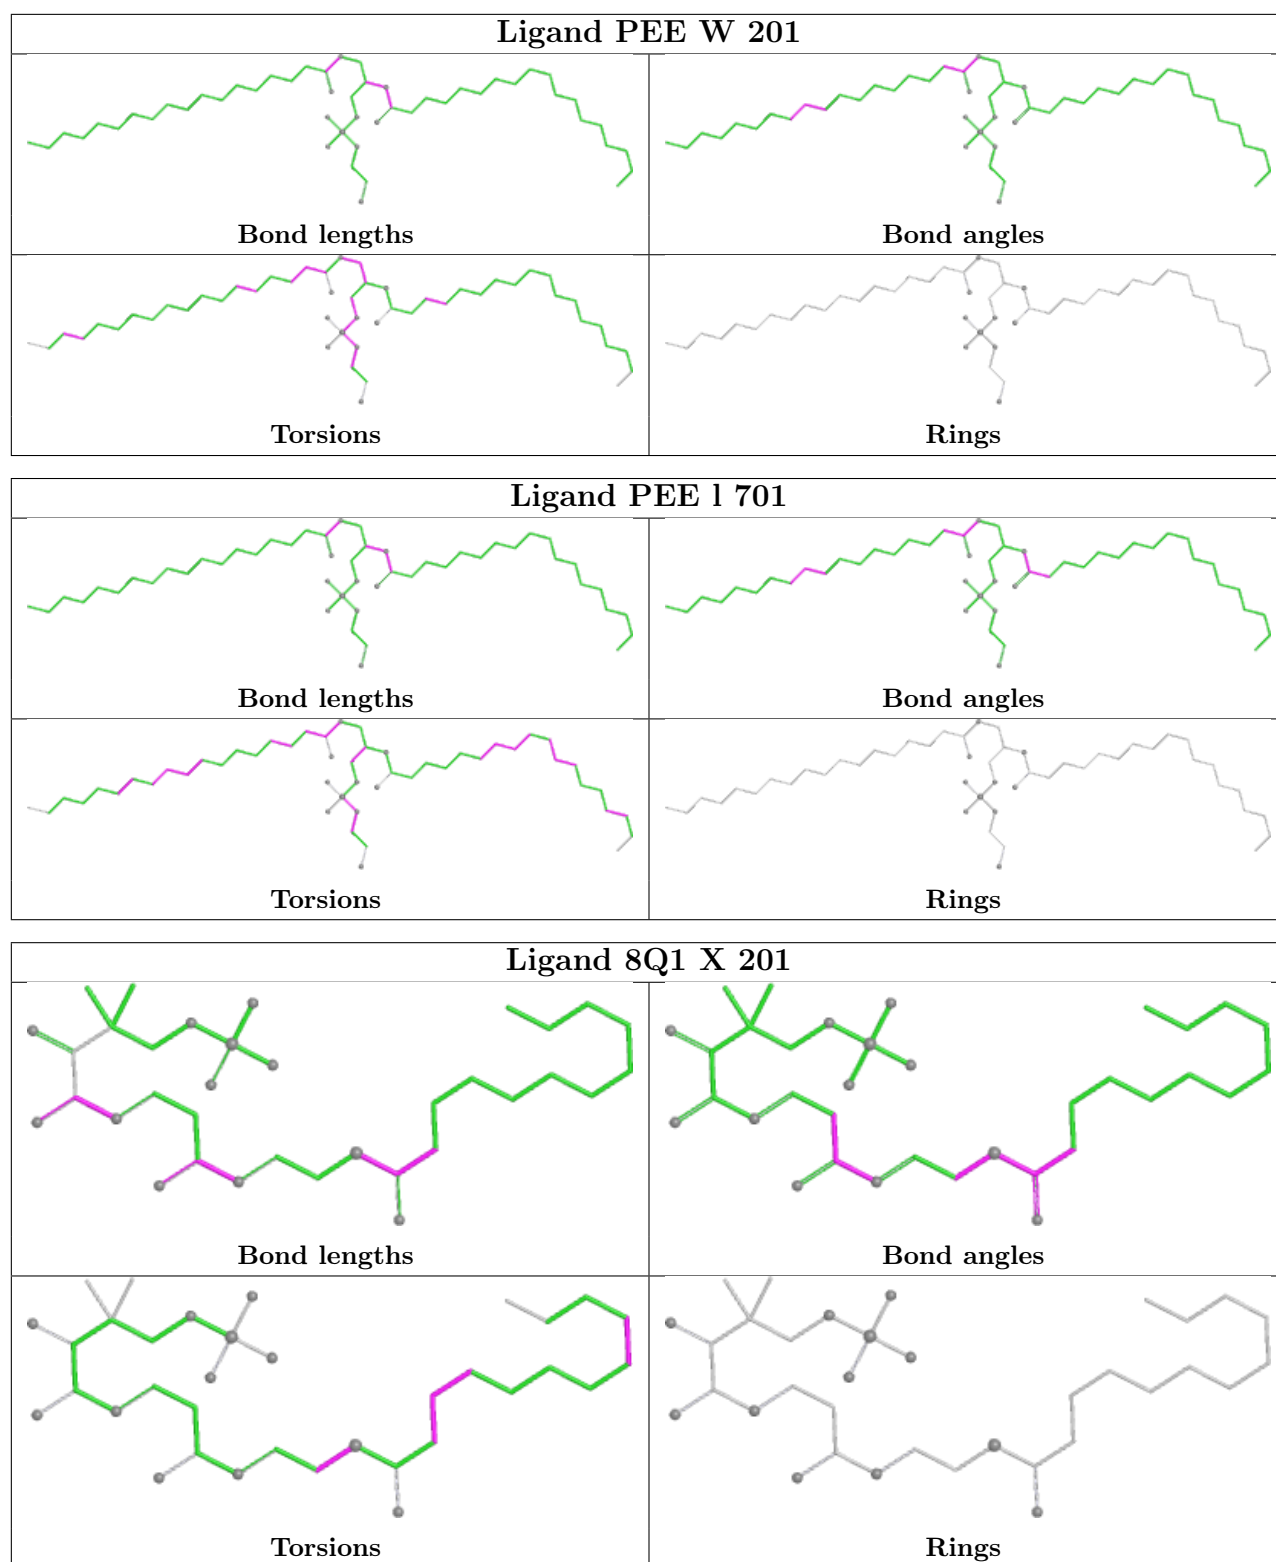 Ligand PEE W 201
Bond lengths
Bond angles
Torsions
Rings
Ligand PEE l 701
Bond lengths
Bond angles
Torsions
Rings
Ligand 8Q1 X 201
Bond lengths
Bond angles
Torsions
Rings